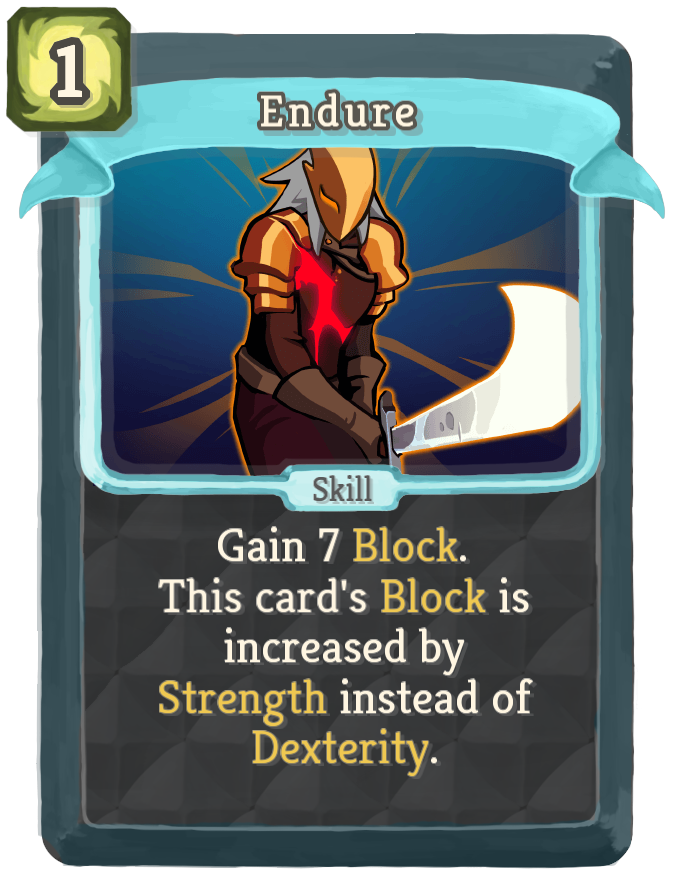 1
Endure
Skill
Gain 7 Block.
This card's Block is
increased by
Strength instead of
Dexterity.